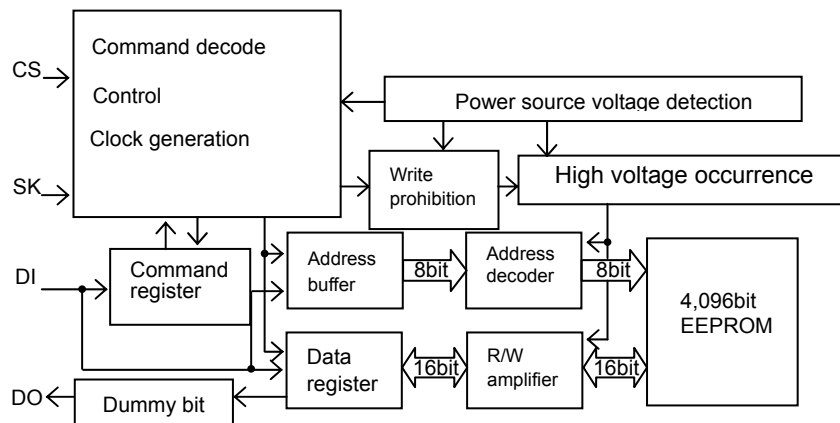 Command decode
CS
Control
Power source voltage detection
Clock generation
Write
prohibition
High voltage occurrence
SK
Address
buffer
8bit
Address
decoder
8bit
DI
Command
register
4,096bit
EEPROM
Data
register
16bit
R/W
amplifier
16bit
DO
Dummy bit